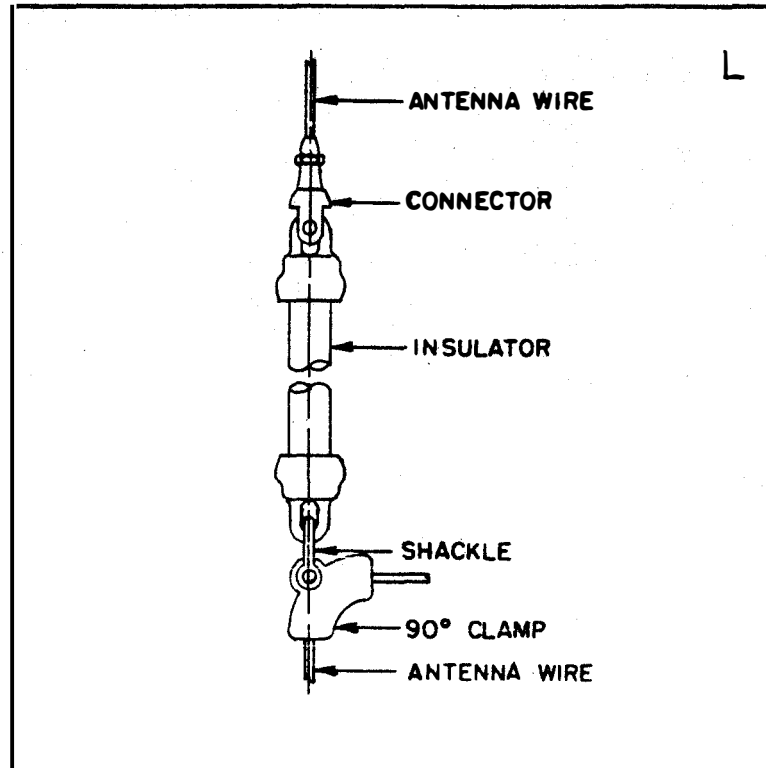 L
ANTENNA WIRE
CONNECTOR
INSULATOR
SHACKLE
90° CLAMP
ANTENNA WIRE